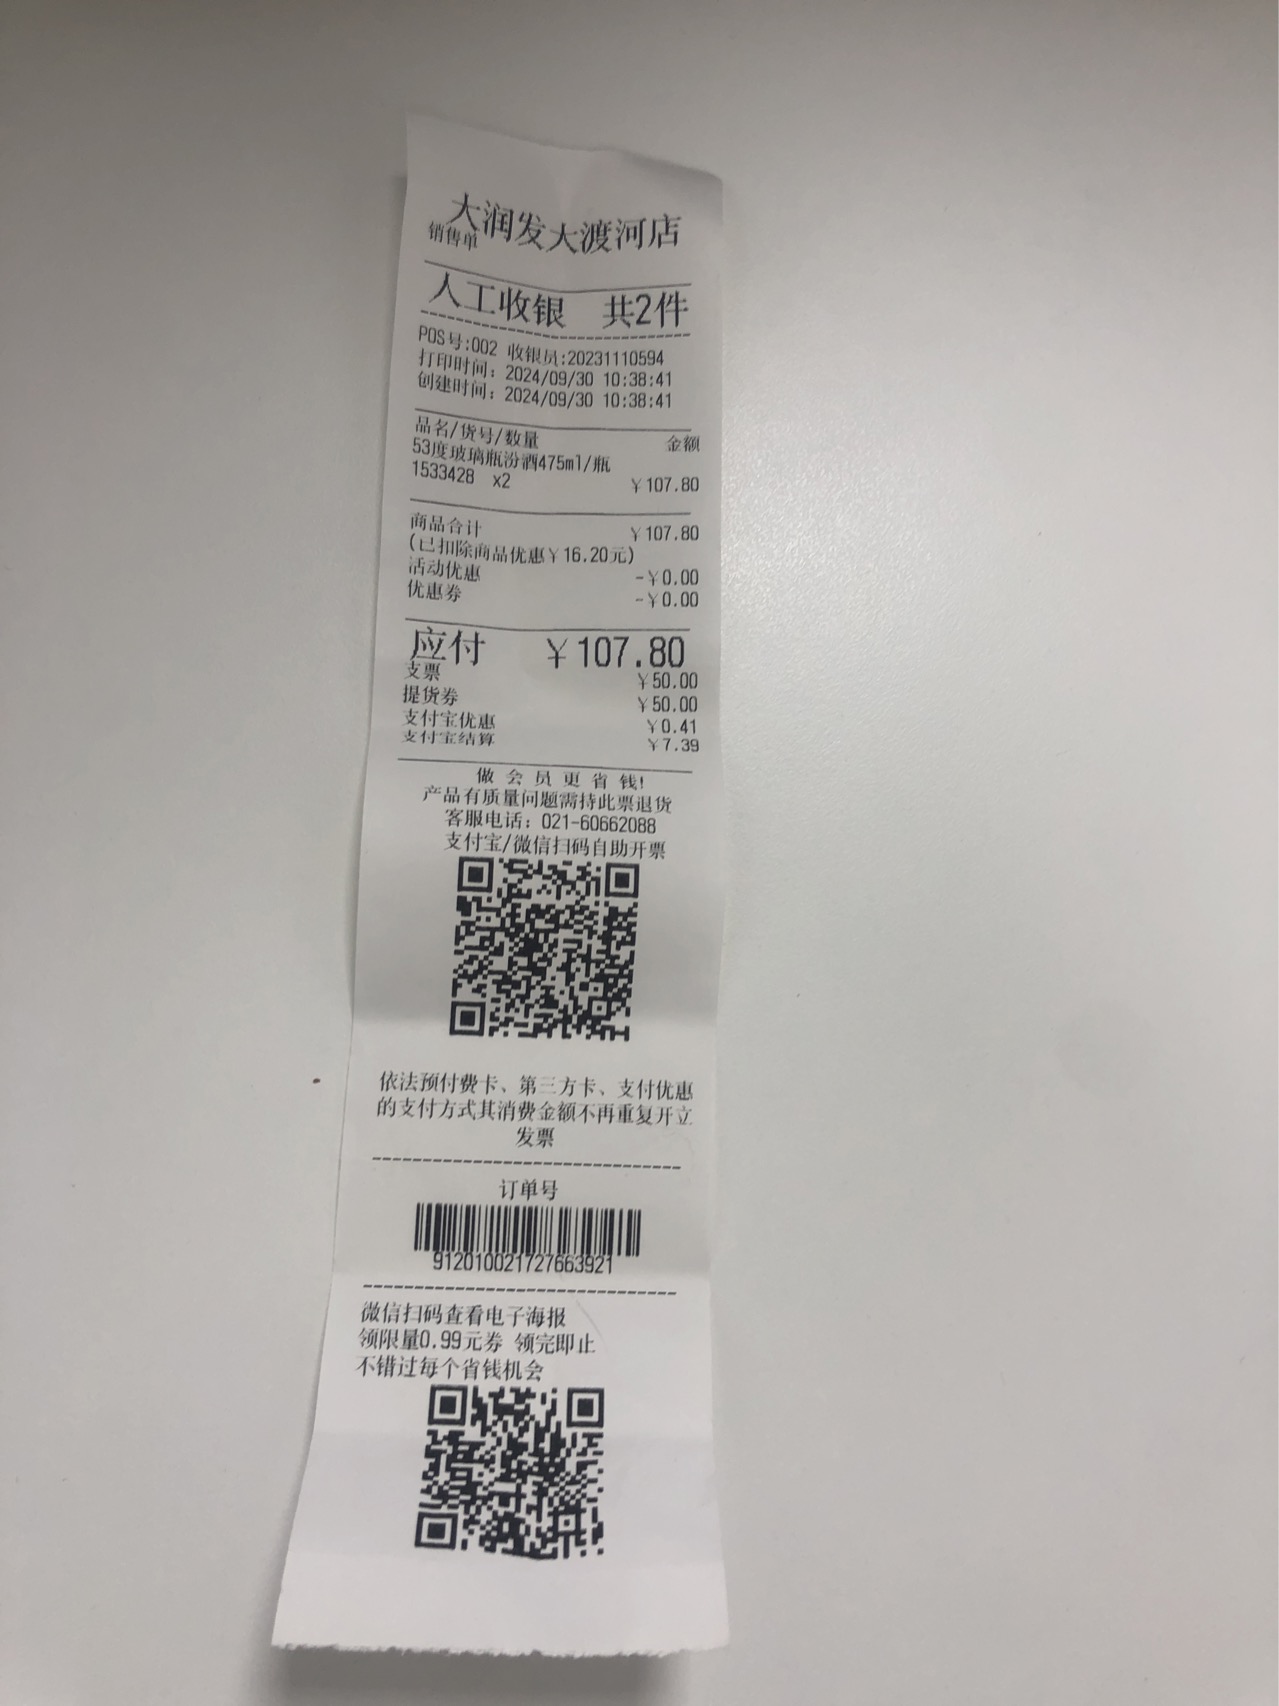 大润发大渡河店
销售单
人工收银 共2件
POS号:002 收银员:20231110594
打印时间: 2024/09/30 10:38:41
创建时间: 2024/09/30 10:38:41
品名/货号/数量 金额
53度玻璃瓶汾酒475ml/瓶
1533428 x2 ￥107.80
商品合计 ￥107.80
(已扣除商品优惠￥16.20元)
活动优惠 -￥0.00
优惠券 -￥0.00
应付 ￥107.80
支票 ￥50.00
提货券 ￥50.00
支付宝优惠 ￥0.41
支付宝结算 ￥7.39
做会员更省钱!
产品有质量问题需持此票退货
客服电话: 021-60662088
支付宝/微信扫码自助开票
依法预付费卡、第三方卡、支付优惠
的支付方式其消费金额不再重复开立
发票
订单号
912010021727663921
微信扫码查看电子海报
领限量0.99元券 领完即止
不错过每个省钱机会